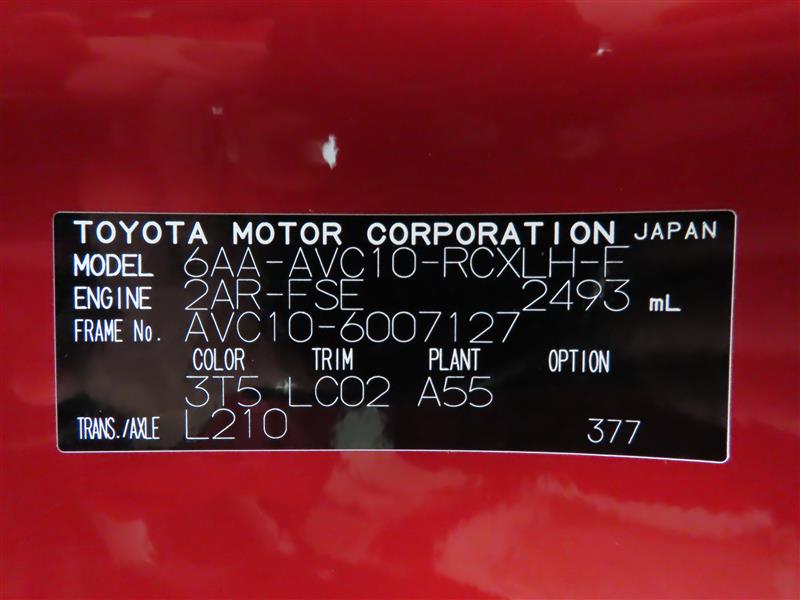 TOYOTA MOTOR CORPORATION JAPAN
MODEL 6AA-AVC10-RCXLH-F
ENGINE 2AR-FSE 2493 mL
FRAME No. AVC10-6007127
COLOR TRIM PLANT OPTION
3T5 LC02 A55
TRANS./AXLE L210 377